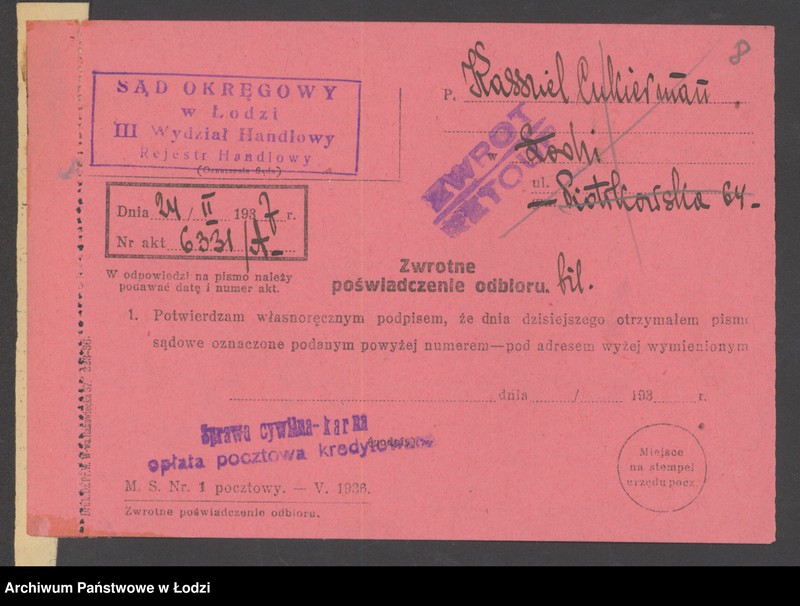 8
SĄD OKRĘGOWY
w Łodzi
III Wydział Handlowy
Rejestr Handlowy
(Oznaczenie Sądu)
P. Kassriel Cukierman
w Łodzi
ul.
Piotrkowska 64
ZWROT
RETOUR
Dnia 24 / II 1937 r.
Nr akt 6331/A
W odpowiedzi na pismo należy
podawać datę i numer akt.
Zwrotne
poświadczenie odbioru. bil.
1. Potwierdzam własnoręcznym podpisem, że dnia dzisiejszego otrzymałem pismo
sądowe oznaczone podanym powyżej numerem—pod adresem wyżej wymienionym
dnia / 193 r.
Sprawa cywilna-karna
opłata pocztowa kredytowana
(podpis)
Miejsce
na stempel
urzędu pocz.
M. S. Nr. 1 pocztowy. — V. 1936.
Zwrotne poświadczenie odbioru.
Archiwum Państwowe w Łodzi